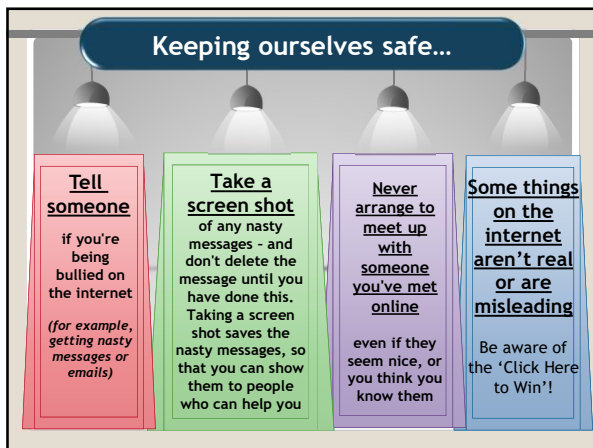 Keeping ourselves safe…
Tell
someone
if you're
being
bullied on
the internet
(for example,
getting nasty
messages or
emails)
Take a
screen shot
of any nasty
messages - and
don't delete the
message until you
have done this.
Taking a screen
shot saves the
nasty messages, so
that you can show
them to people
who can help you
Never
arrange to
meet up
with
someone
you've met
online
even if they
seem nice, or
you think you
know them
Some things
on the
internet
aren’t real
or are
misleading
Be aware of
the ‘Click Here
to Win’!